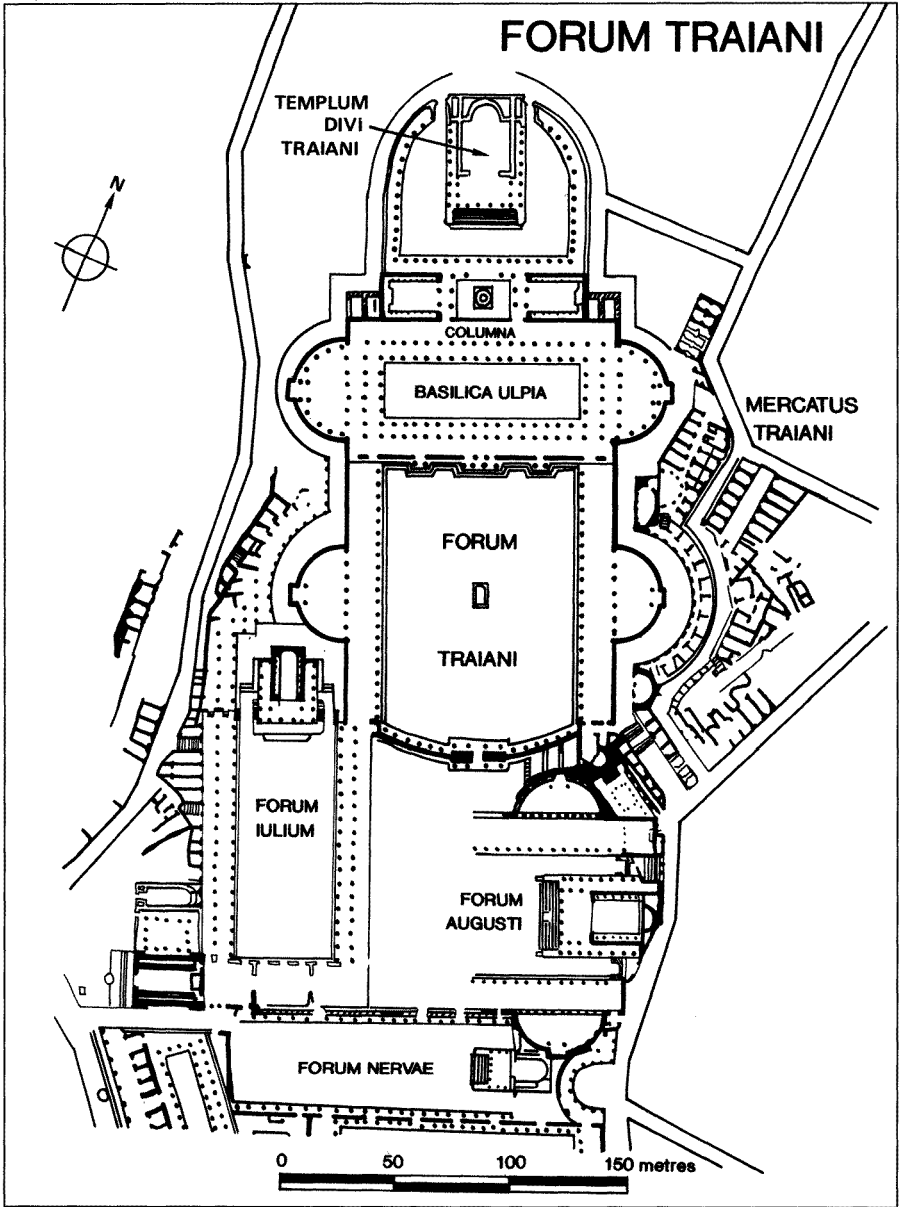 FORUM TRAIANI
TEMPLUM
DIVI
TRAIANI
N
COLUMNA
BASILICA ULPIA
MERCATUS
TRAIANI
FORUM
TRAIANI
FORUM
IULIUM
FORUM
AUGUSTI
FORUM NERVAE
0 50 100 150 metres